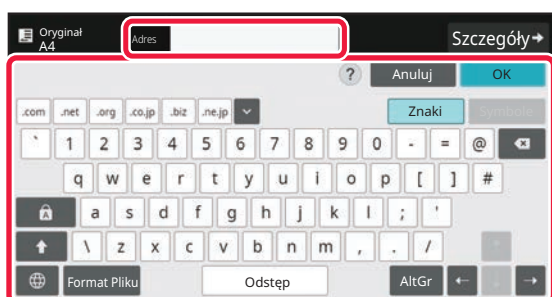 Oryginał
A4
Adres
Szczegóły
? Anuluj OK
.com .net .org .co.jp .biz .ne.jp Znaki Symbole
` 1 2 3 4 5 6 7 8 9 0 - = @
q w e r t y u i o p [ ] #
A a s d f g h j k l ; '
\ z x c v b n m , . /
Format Pliku Odstęp AltGr